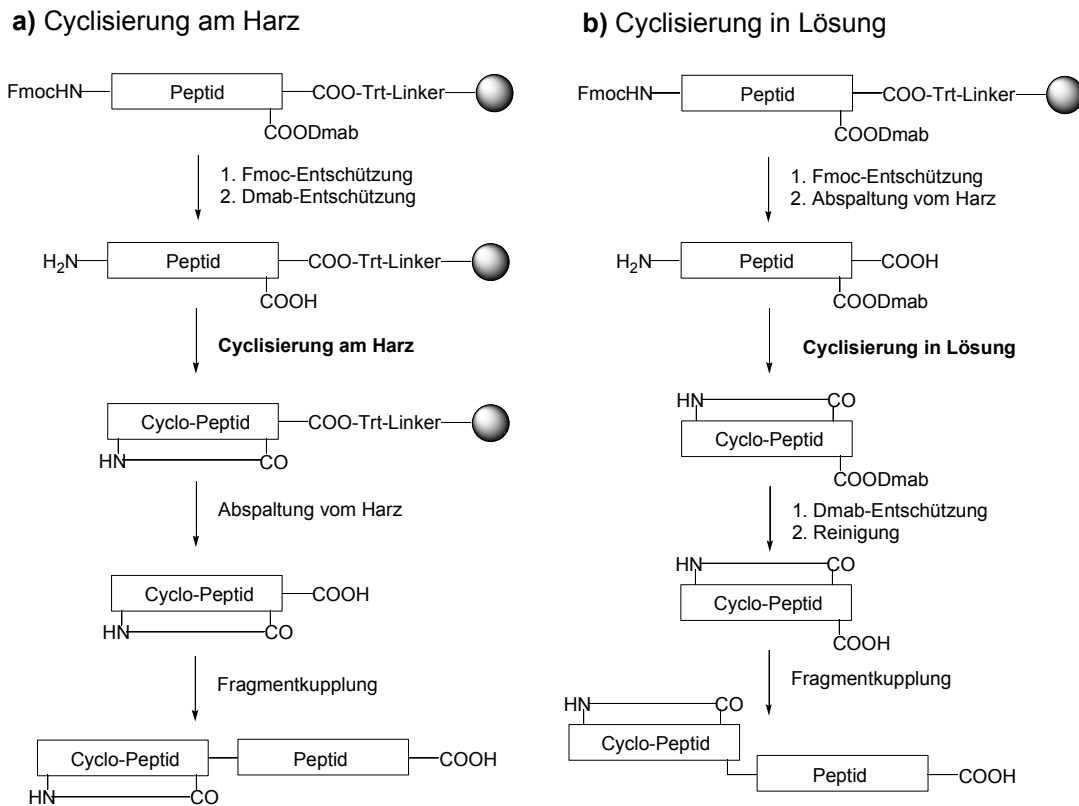 a) Cyclisierung am Harz
FmocHN
Peptid
COO-Trt-Linker
COODmab
1. Fmoc-Entschützung
2. Dmab-Entschützung
H2N
Peptid
COO-Trt-Linker
COOH
Cyclisierung am Harz
Cyclo-Peptid
COO-Trt-Linker
HN
CO
Abspaltung vom Harz
Cyclo-Peptid
COOH
HN
CO
Fragmentkupplung
Cyclo-Peptid
Peptid
COOH
HN
CO
b) Cyclisierung in Lösung
FmocHN
Peptid
COO-Trt-Linker
COODmab
1. Fmoc-Entschützung
2. Abspaltung vom Harz
H2N
Peptid
COOH
COODmab
Cyclisierung in Lösung
HN
CO
Cyclo-Peptid
COODmab
1. Dmab-Entschützung
2. Reinigung
HN
CO
Cyclo-Peptid
COOH
Fragmentkupplung
HN
CO
Cyclo-Peptid
Peptid
COOH